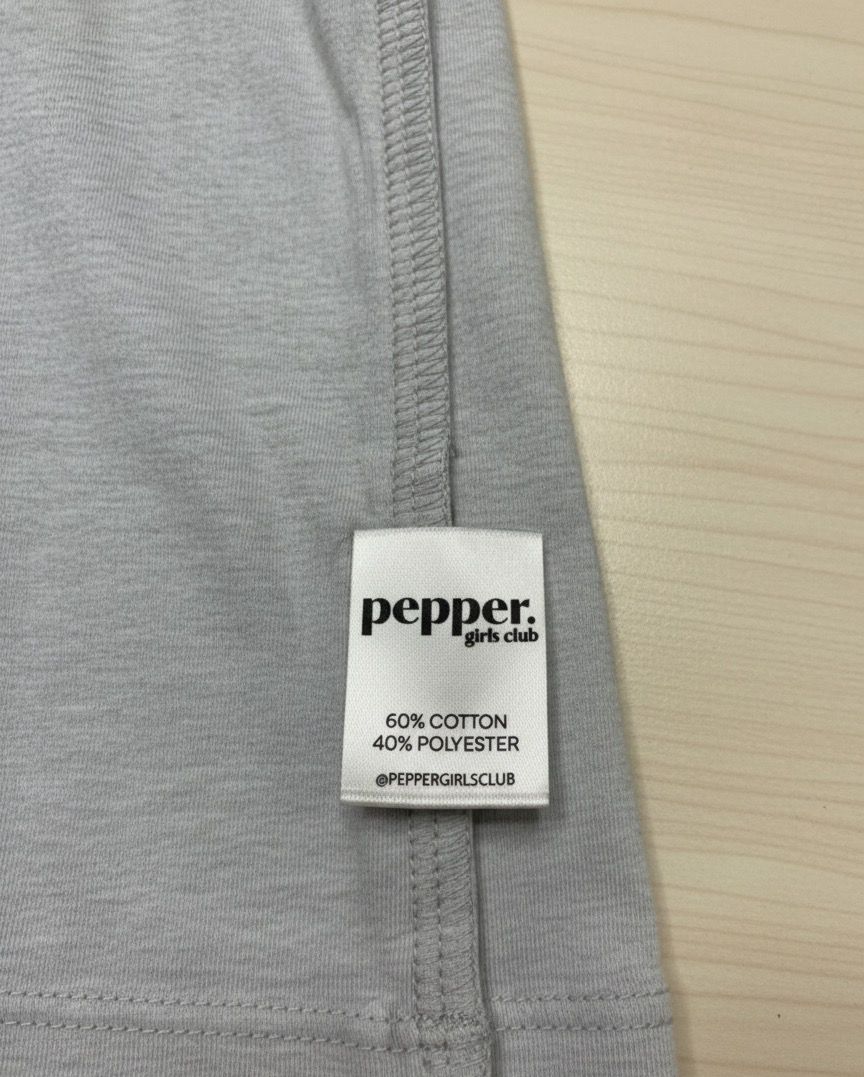 pepper.
girls club
60% COTTON
40% POLYESTER
@PEPPERGIRLSCLUB